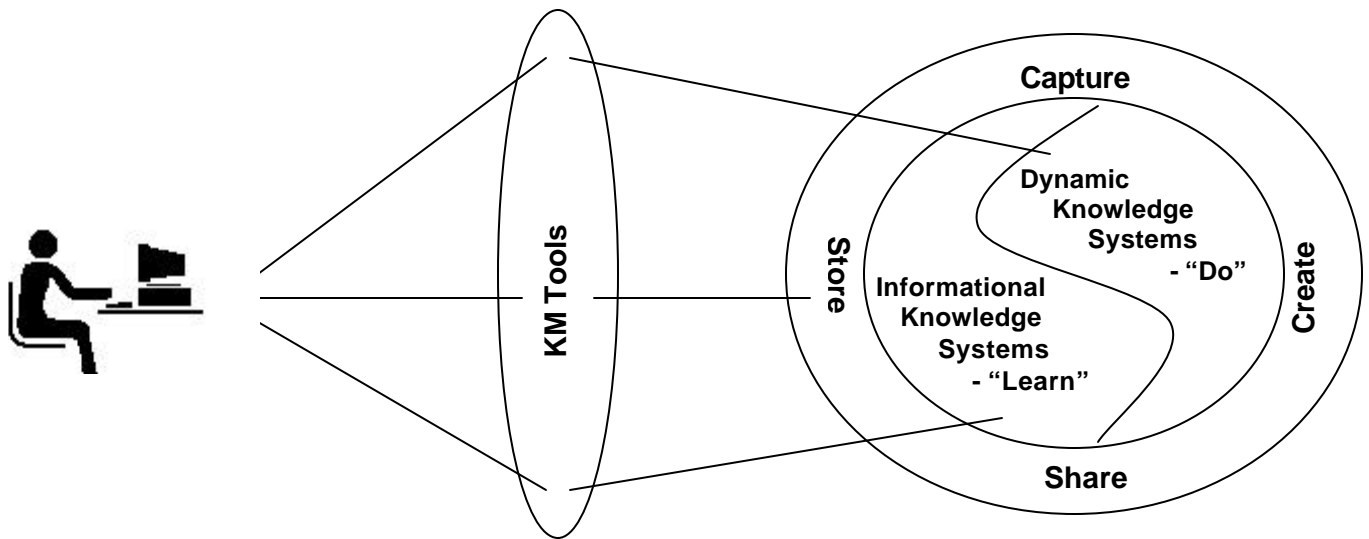 KM Tools
Capture
Store
Create
Share
Dynamic
Knowledge
Systems
- “Do”
Informational
Knowledge
Systems
- “Learn”